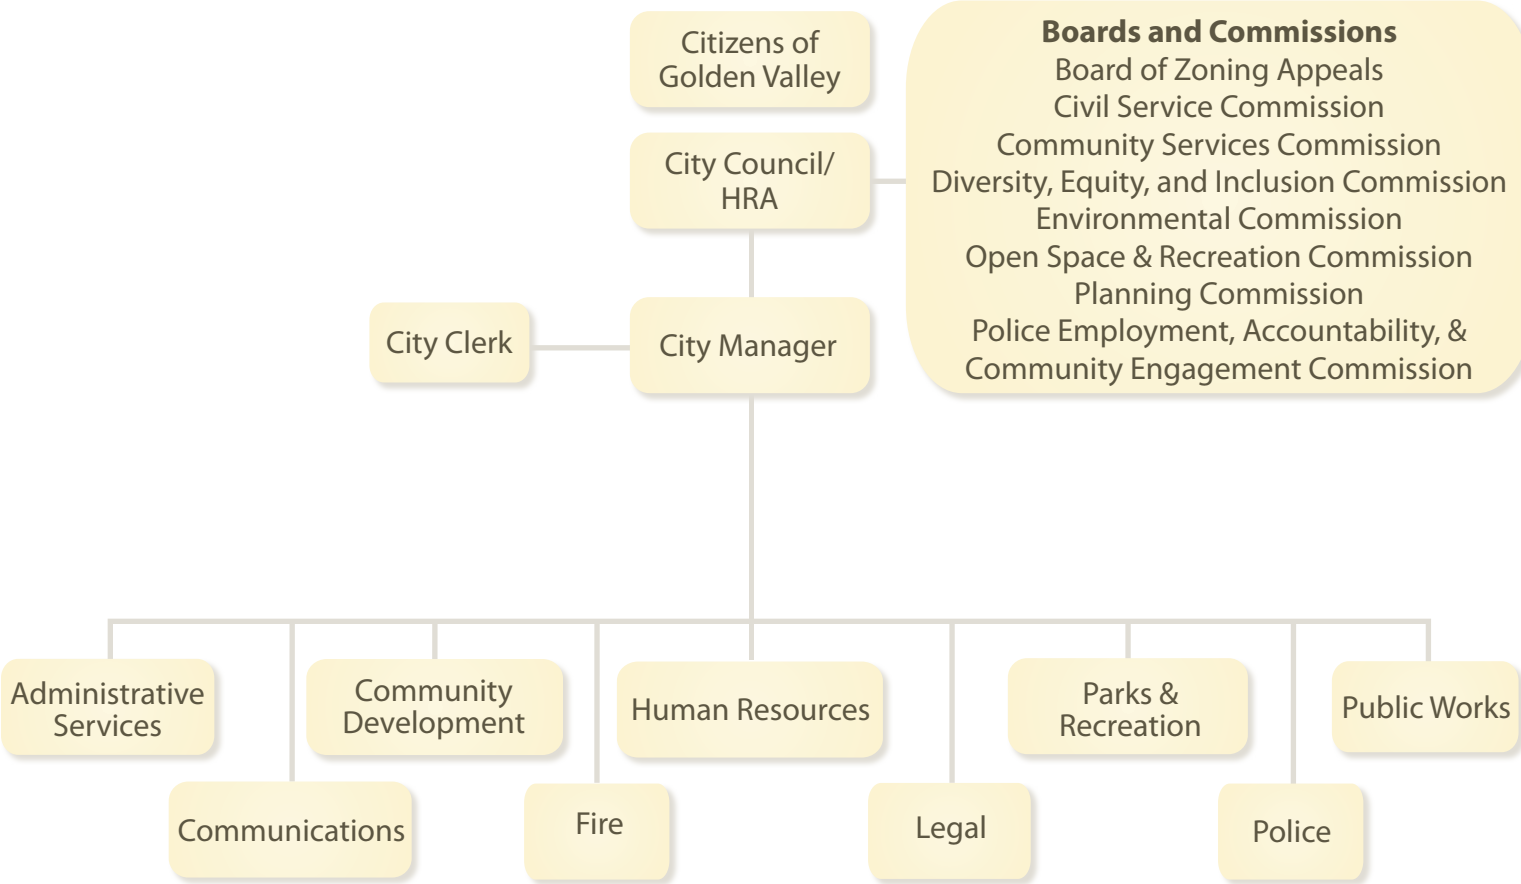 Citizens of
Golden Valley
Boards and Commissions
Board of Zoning Appeals
Civil Service Commission
Community Services Commission
Diversity, Equity, and Inclusion Commission
Environmental Commission
Open Space & Recreation Commission
Planning Commission
Police Employment, Accountability, &
Community Engagement Commission
City Council/
HRA
City Clerk
City Manager
Administrative
Services
Community
Development
Human Resources
Parks &
Recreation
Public Works
Communications
Fire
Legal
Police